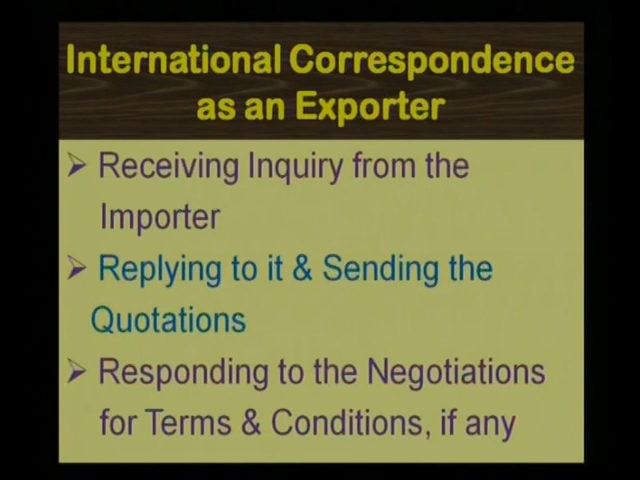 International Correspondence
as an Exporter
➢ Receiving Inquiry from the
Importer
➢ Replying to it & Sending the
Quotations
➢ Responding to the Negotiations
for Terms & Conditions, if any